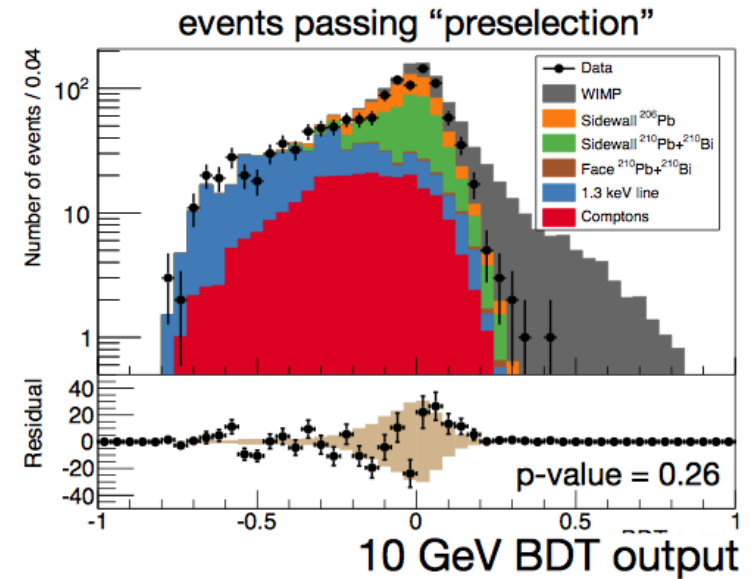 events passing “preselection”
Number of events / 0.04
10²
10
1
Data
WIMP
Sidewall ²⁰⁶Pb
Sidewall ²¹⁰Pb+²¹⁰Bi
Face ²¹⁰Pb+²¹⁰Bi
1.3 keV line
Comptons
Residual
40
20
0
-20
-40
p-value = 0.26
-1 -0.5 0 0.5 1
10 GeV BDT output